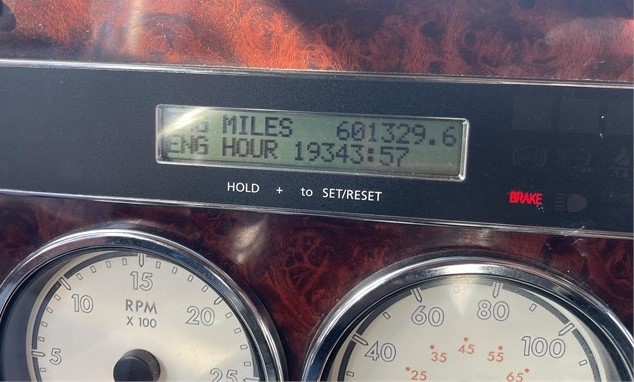 MILES 601329.6
ENG HOUR 19343:57
HOLD + to SET/RESET
BRAKE
5 10 15 20 25
RPM
X 100
40 60 80 100
25 35 45 55 65